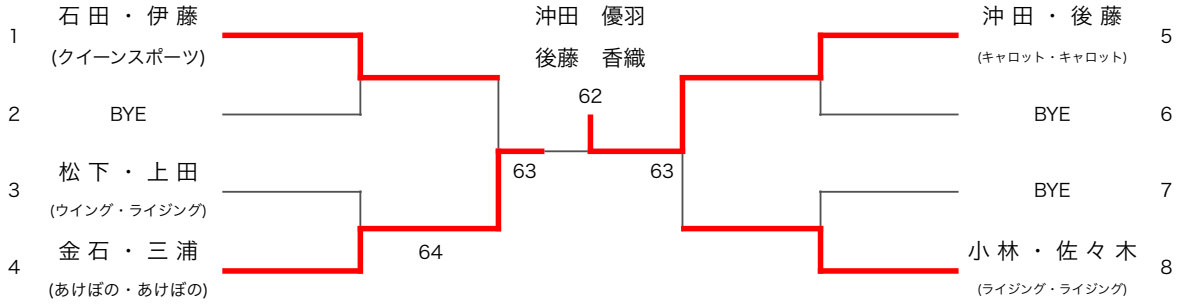 石田・伊藤
1
(クイーンスポーツ)
2
BYE
松下・上田
3
(ウイング・ライジング)
金石・三浦
4
(あけぼの・あけぼの)
64
63
沖田　優羽
後藤　香織
62
63
沖田・後藤
5
(キャロット・キャロット)
BYE
6
BYE
7
小林・佐々木
8
(ライジング・ライジング)